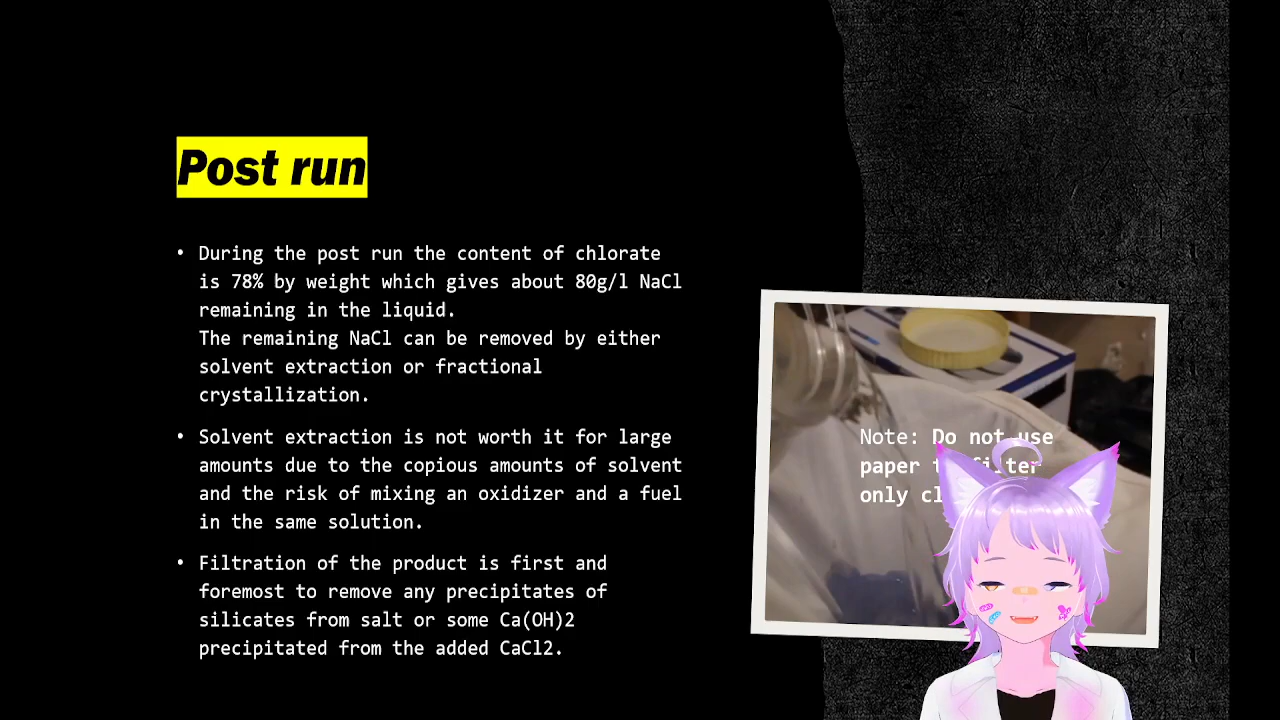 Post run
• During the post run the content of chlorate
is 78% by weight which gives about 80g/l NaCl
remaining in the liquid.
The remaining NaCl can be removed by either
solvent extraction or fractional
crystallization.
• Solvent extraction is not worth it for large
amounts due to the copious amounts of solvent
and the risk of mixing an oxidizer and a fuel
in the same solution.
• Filtration of the product is first and
foremost to remove any precipitates of
silicates from salt or some Ca(OH)2
precipitated from the added CaCl2.
Note: Do not use
paper filter
only